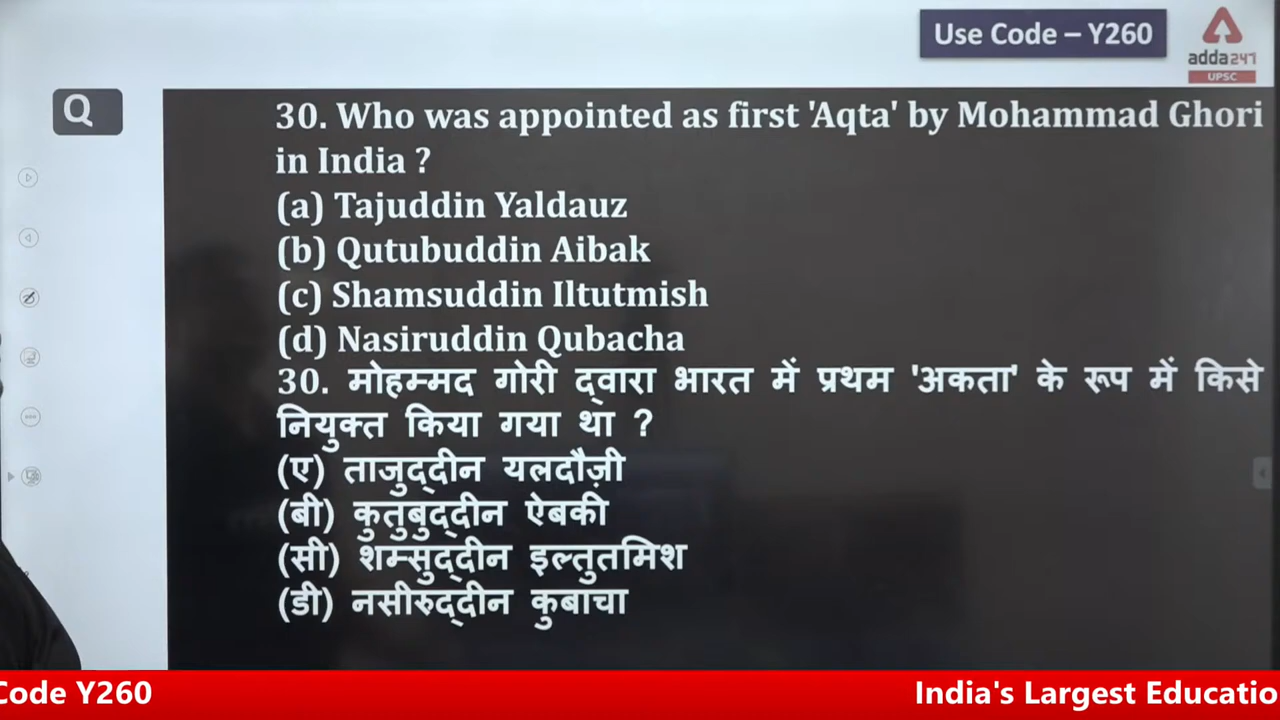 Use Code – Y260
adda247
UPSC
Q
30. Who was appointed as first 'Aqta' by Mohammad Ghori
in India ?
(a) Tajuddin Yaldauz
(b) Qutubuddin Aibak
(c) Shamsuddin Iltutmish
(d) Nasiruddin Qubacha
30. मोहम्मद गोरी द्वारा भारत में प्रथम 'अकता' के रूप में किसे
नियुक्त किया गया था ?
(ए) ताजुद्दीन यलदौज़ी
(बी) कुतुबुद्दीन ऐबकी
(सी) शम्सुद्दीन इल्तुतमिश
(डी) नसीरुद्दीन कुबाचा
Code Y260
India's Largest Educatio